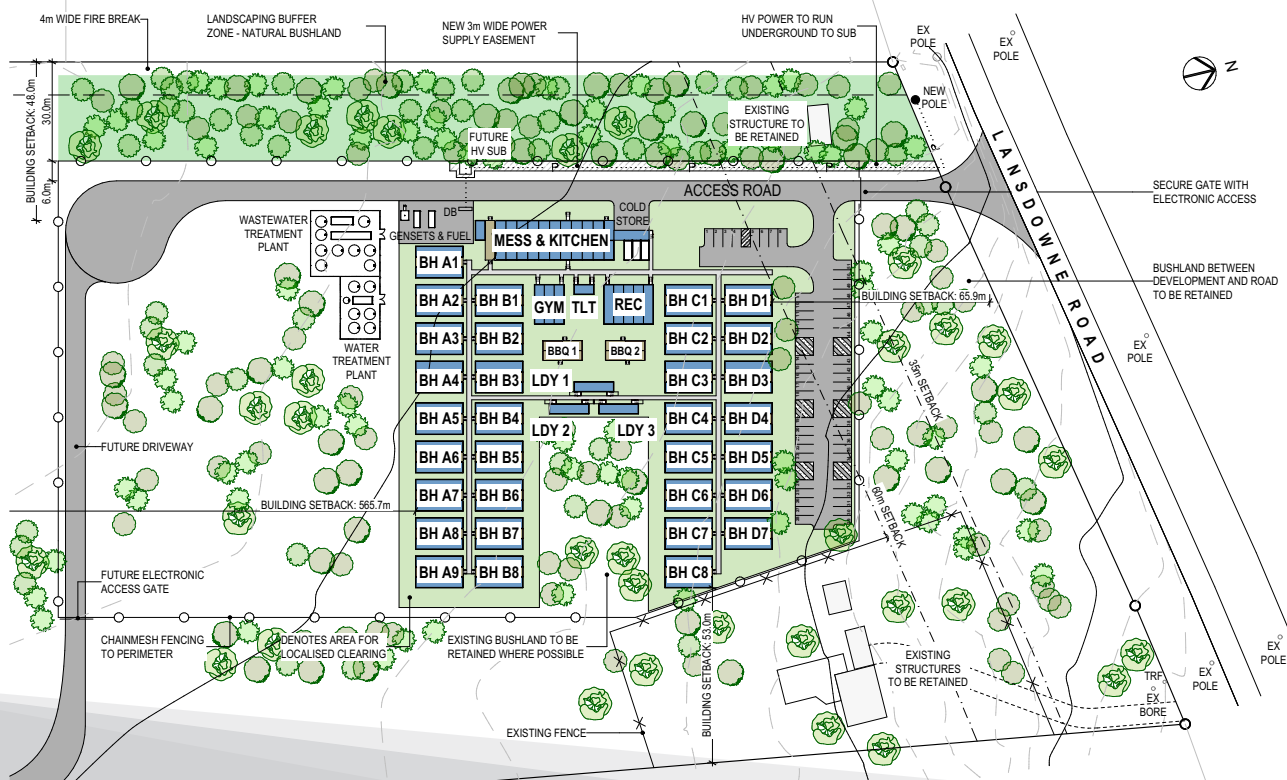 4m WIDE FIRE BREAK
LANDSCAPING BUFFER
ZONE - NATURAL BUSHLAND
NEW 3m WIDE POWER
SUPPLY EASEMENT
HV POWER TO RUN
UNDERGROUND TO SUB
EX
POLE
EX
POLE
N
NEW
POLE
BUILDING SETBACK: 48.0m
30.0m
6.0m
EXISTING
STRUCTURE TO
BE RETAINED
FUTURE
HV SUB
P
P
P
P
LANSDOWNE ROAD
ACCESS ROAD
SECURE GATE WITH
ELECTRONIC ACCESS
WASTEWATER
TREATMENT
PLANT
DB
GENSETS & FUEL
COLD
STORE
MESS & KITCHEN
BH A1
BUSHLAND BETWEEN
DEVELOPMENT AND ROAD
TO BE RETAINED
BH A2
BH B1
GYM
TLT
REC
BH C1
BH D1
BUILDING SETBACK: 65.9m
WATER
TREATMENT
PLANT
BH A3
BH B2
BBQ 1
BBQ 2
BH C2
BH D2
EX
POLE
35m SETBACK
BH A4
BH B3
LDY 1
BH C3
BH D3
BH A5
BH B4
LDY 2
LDY 3
BH C4
BH D4
FUTURE DRIVEWAY
BH A6
BH B5
BH C5
BH D5
BH A7
BH B6
BH C6
BH D6
BUILDING SETBACK: 565.7m
60m SETBACK
BH A8
BH B7
BH C7
BH D7
BH A9
BH B8
BH C8
FUTURE ELECTRONIC
ACCESS GATE
CHAINMESH FENCING
TO PERIMETER
DENOTES AREA FOR
LOCALISED CLEARING
EXISTING BUSHLAND TO BE
RETAINED WHERE POSSIBLE
BUILDING SETBACK: 53.0m
EXISTING
STRUCTURES
TO BE RETAINED
TRF
EX
BORE
EX
POLE
EX
POLE
EXISTING FENCE